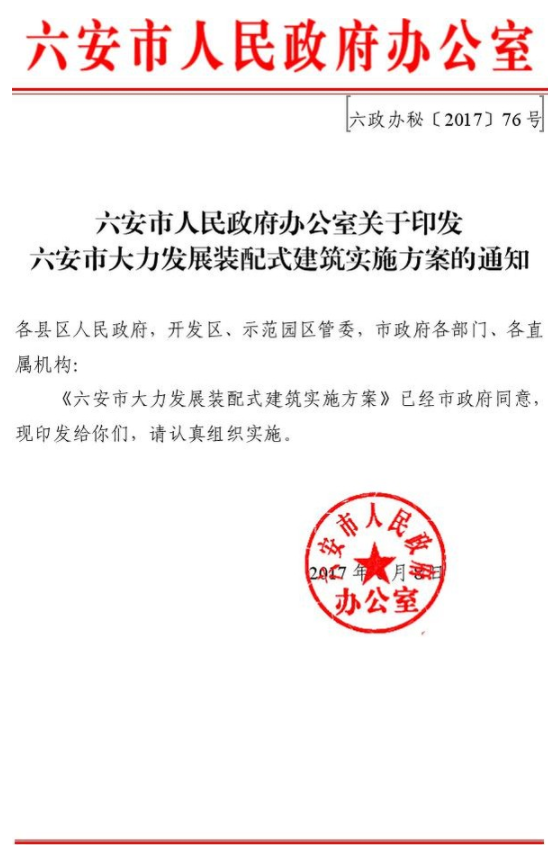 六安市人民政府办公室
六政办秘〔2017〕76号
六安市人民政府办公室关于印发
六安市大力发展装配式建筑实施方案的通知
各县区人民政府，开发区、示范园区管委，市政府各部门、各直
属机构：
《六安市大力发展装配式建筑实施方案》已经市政府同意，
现印发给你们，请认真组织实施。
六安市人民政府
2017年 月8日
办公室